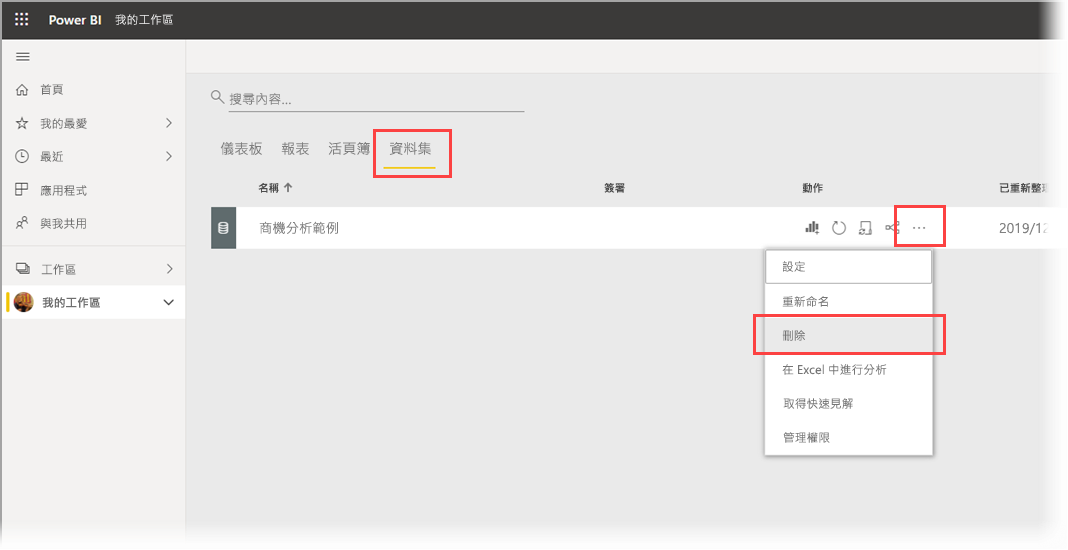 Power BI 我的工作區
首頁
我的最愛
最近
應用程式
與我共用
工作區
我的工作區
搜尋內容...
儀表板 報表 活頁簿 資料集
名稱 簽署 動作 已重新整
商機分析範例 2019/12
設定
重新命名
刪除
在 Excel 中進行分析
取得快速見解
管理權限